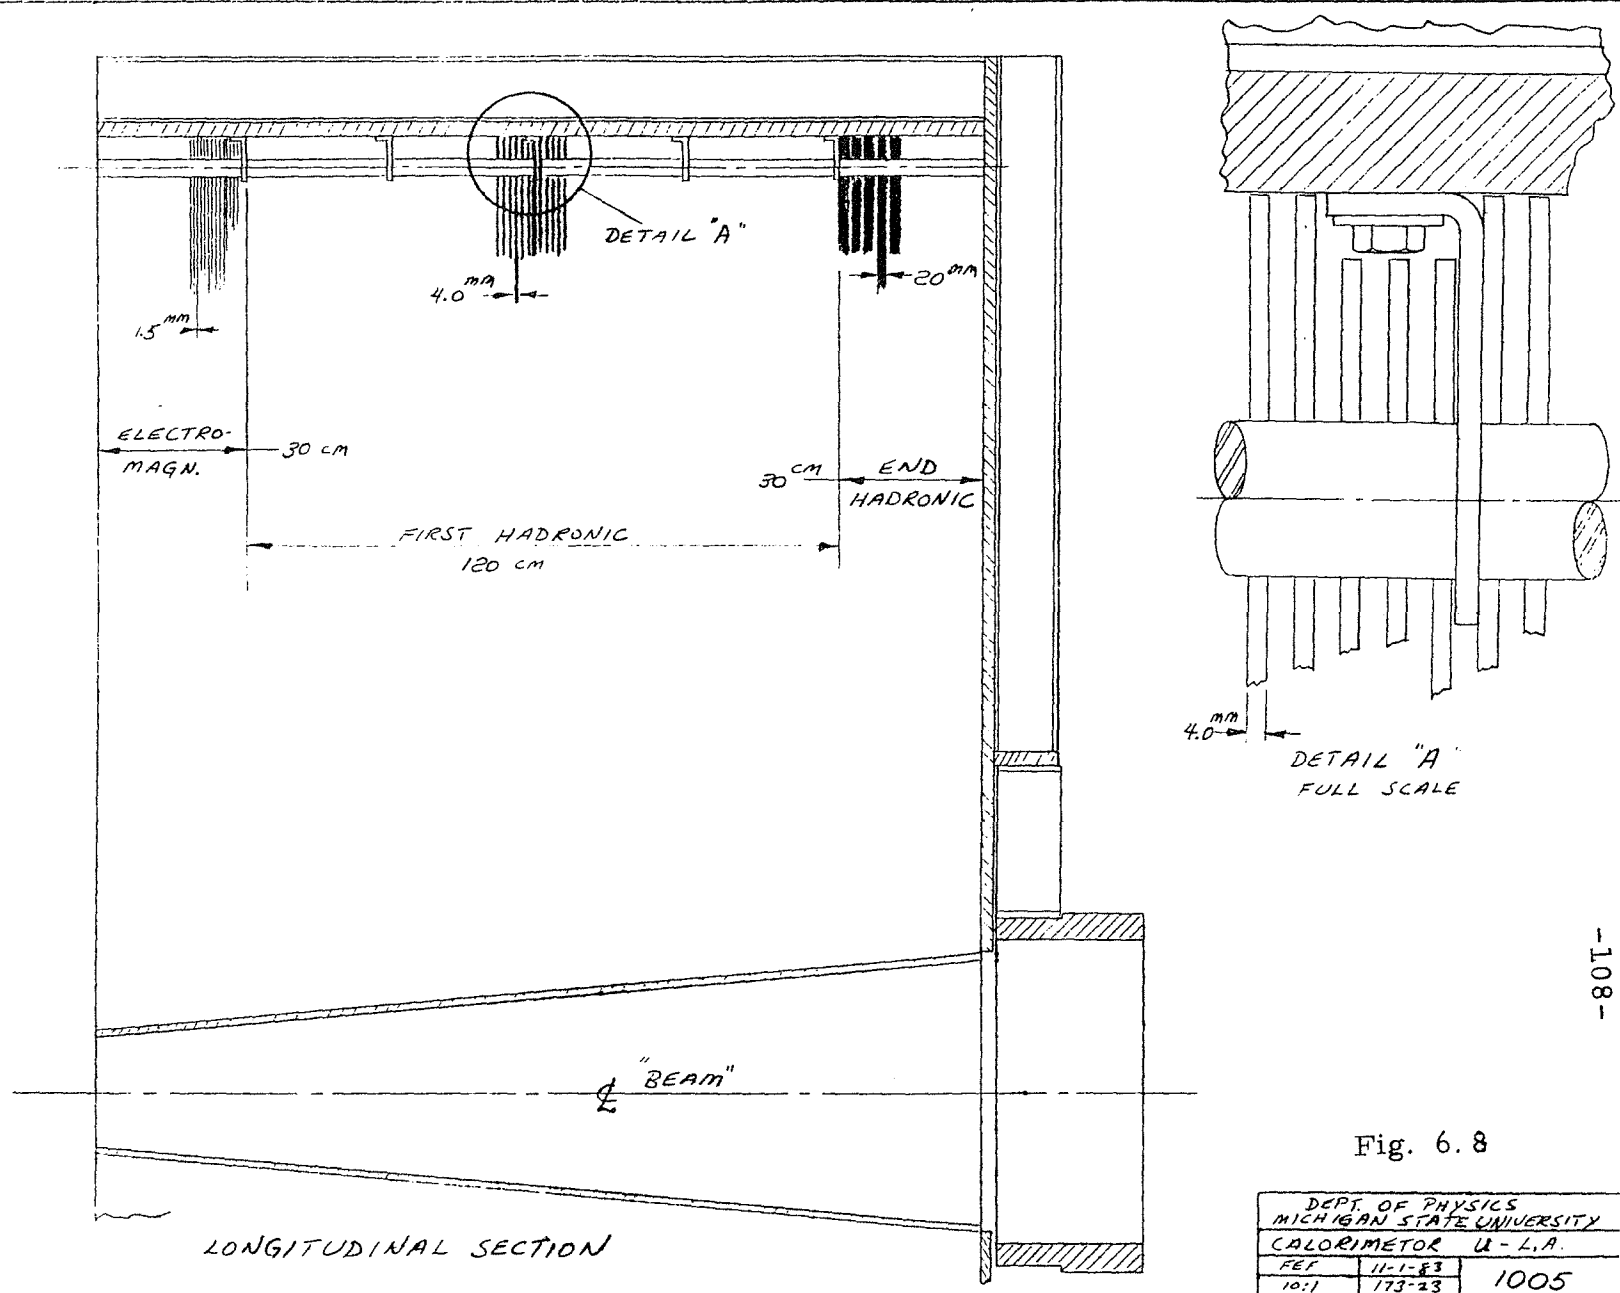 DETAIL "A"
4.0 mm
20 mm
1.5 mm
ELECTRO-
MAGN.
30 cm
30 cm
END
HADRONIC
FIRST HADRONIC
120 cm
4.0 mm
DETAIL "A"
FULL SCALE
-108-
℄ "BEAM"
LONGITUDINAL SECTION
Fig. 6.8
DEPT. OF PHYSICS
MICHIGAN STATE UNIVERSITY
CALORIMETOR U-L.A.
FEF 11-1-83
10:1 173-23 1005